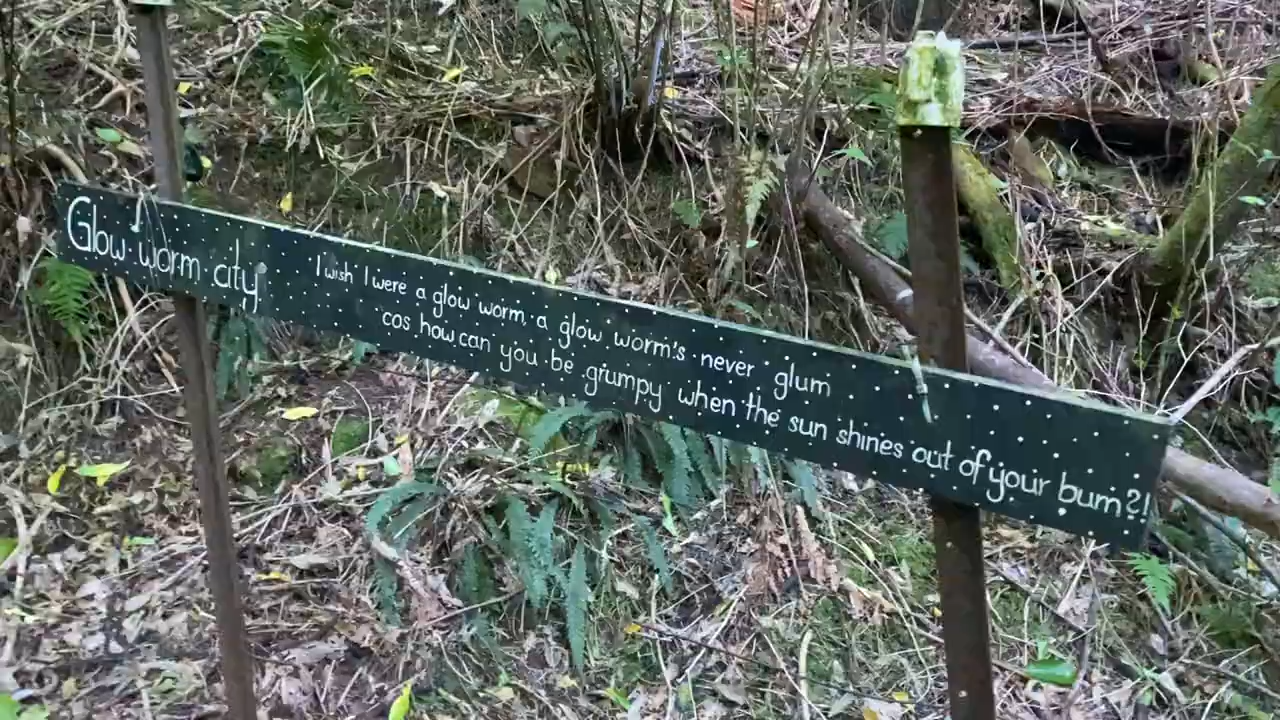 Glow worm city
'I wish I were a glow worm a glow worm's never glum
'cos how can you be grumpy when the sun shines out of your bum?!